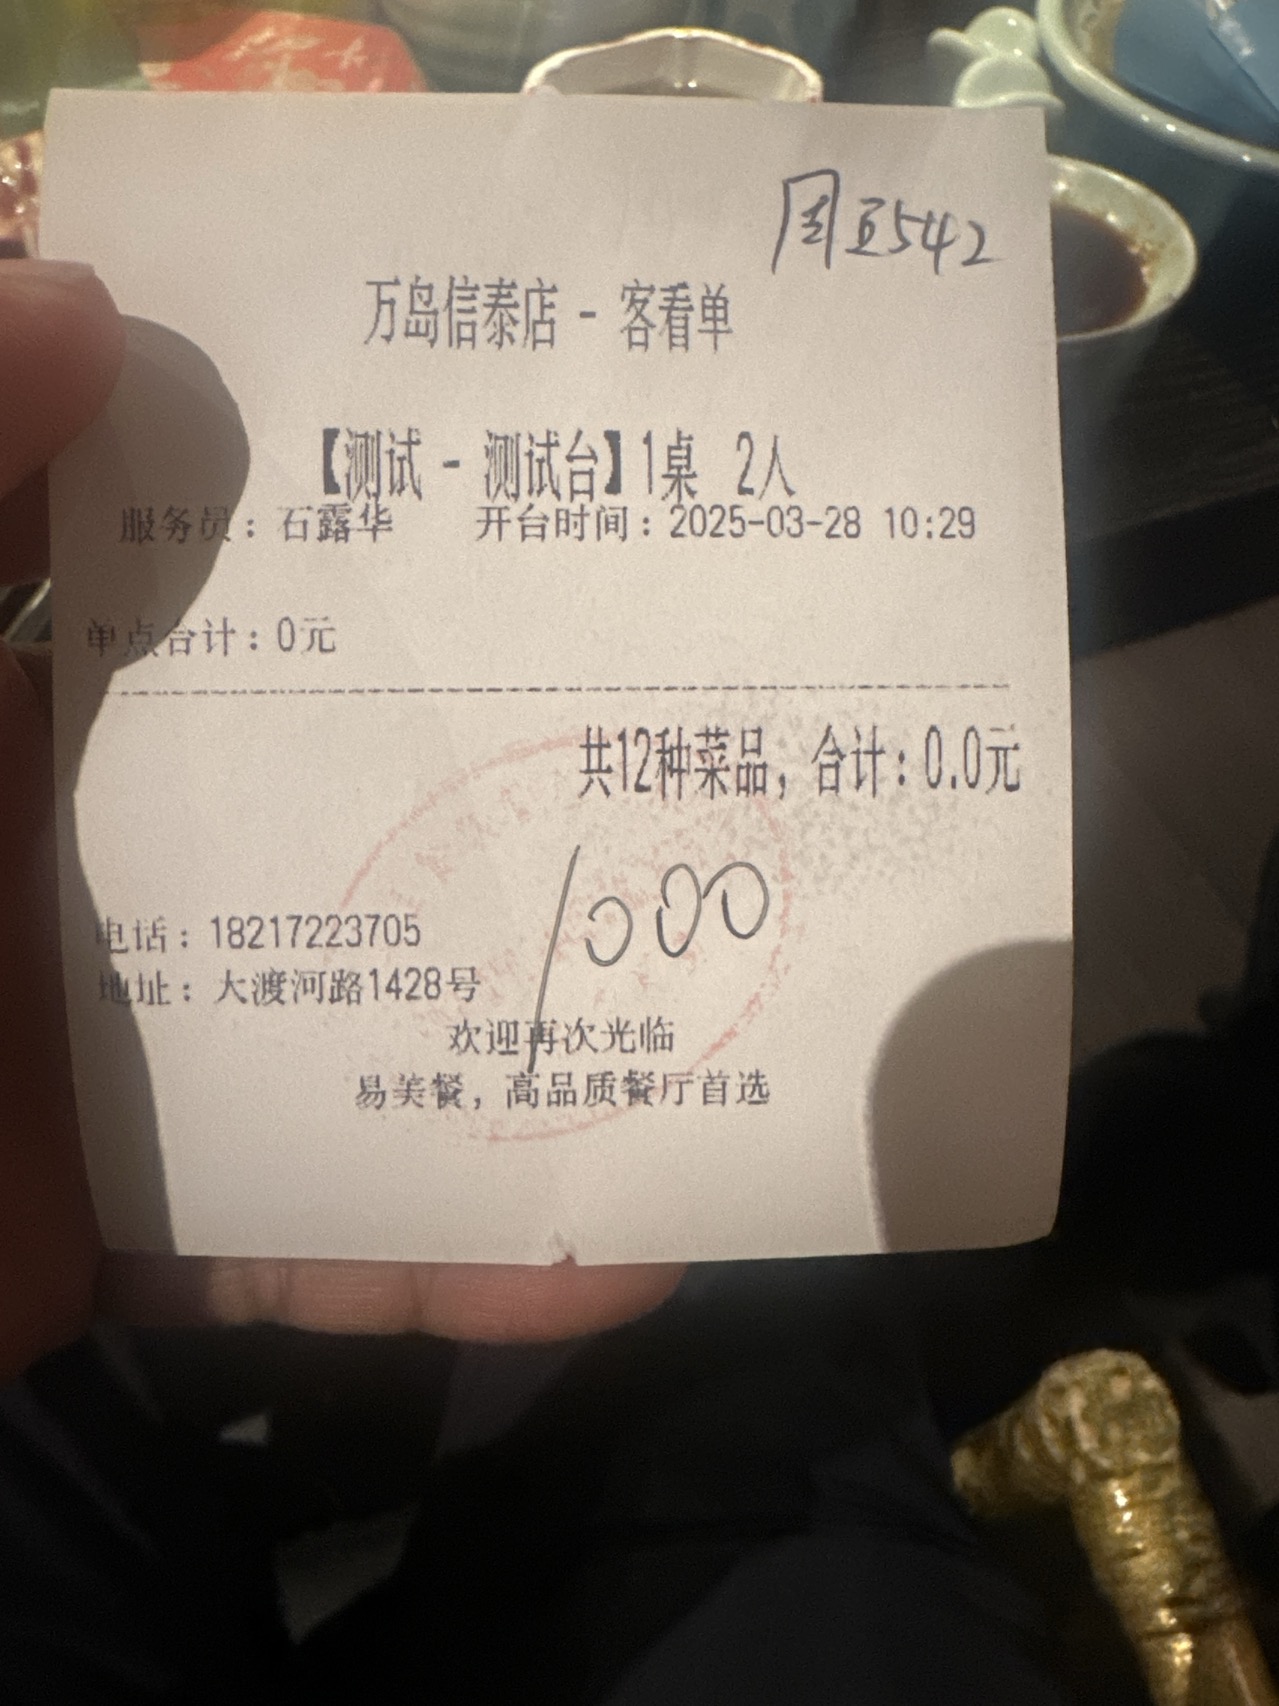 周豆542
万岛信泰店 - 客看单
【测试 - 测试台】1桌 2人
服务员：石露华 开台时间：2025-03-28 10:29
单点合计：0元
共12种菜品，合计：0.0元
1000
电话：18217223705
地址：大渡河路1428号
欢迎再次光临
易美餐，高品质餐厅首选